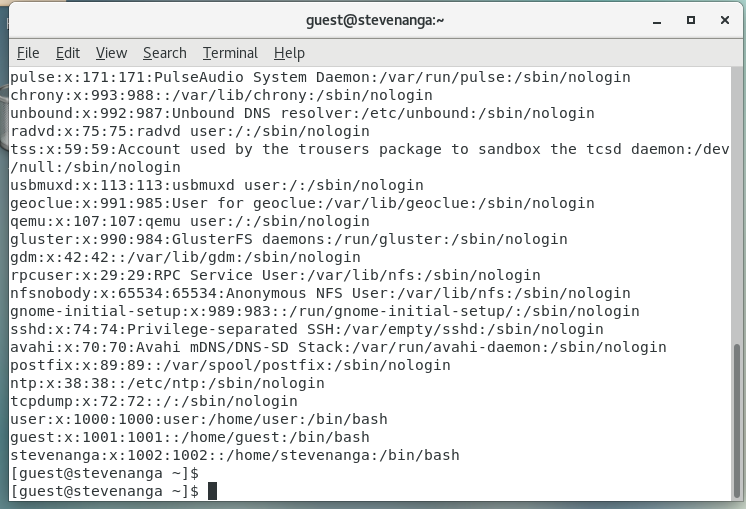 guest@stevenanga:~
File Edit View Search Terminal Help
pulse:x:171:171:PulseAudio System Daemon:/var/run/pulse:/sbin/nologin
chrony:x:993:988::/var/lib/chrony:/sbin/nologin
unbound:x:992:987:Unbound DNS resolver:/etc/unbound:/sbin/nologin
radvd:x:75:75:radvd user:/:/sbin/nologin
tss:x:59:59:Account used by the trousers package to sandbox the tcsd daemon:/dev
/null:/sbin/nologin
usbmuxd:x:113:113:usbmuxd user:/:/sbin/nologin
geoclue:x:991:985:User for geoclue:/var/lib/geoclue:/sbin/nologin
qemu:x:107:107:qemu user:/:/sbin/nologin
gluster:x:990:984:GlusterFS daemons:/run/gluster:/sbin/nologin
gdm:x:42:42::/var/lib/gdm:/sbin/nologin
rpcuser:x:29:29:RPC Service User:/var/lib/nfs:/sbin/nologin
nfsnobody:x:65534:65534:Anonymous NFS User:/var/lib/nfs:/sbin/nologin
gnome-initial-setup:x:989:983::/run/gnome-initial-setup/:/sbin/nologin
sshd:x:74:74:Privilege-separated SSH:/var/empty/sshd:/sbin/nologin
avahi:x:70:70:Avahi mDNS/DNS-SD Stack:/var/run/avahi-daemon:/sbin/nologin
postfix:x:89:89::/var/spool/postfix:/sbin/nologin
ntp:x:38:38::/etc/ntp:/sbin/nologin
tcpdump:x:72:72::/:/sbin/nologin
user:x:1000:1000:user:/home/user:/bin/bash
guest:x:1001:1001::/home/guest:/bin/bash
stevenanga:x:1002:1002::/home/stevenanga:/bin/bash
[guest@stevenanga ~]$
[guest@stevenanga ~]$